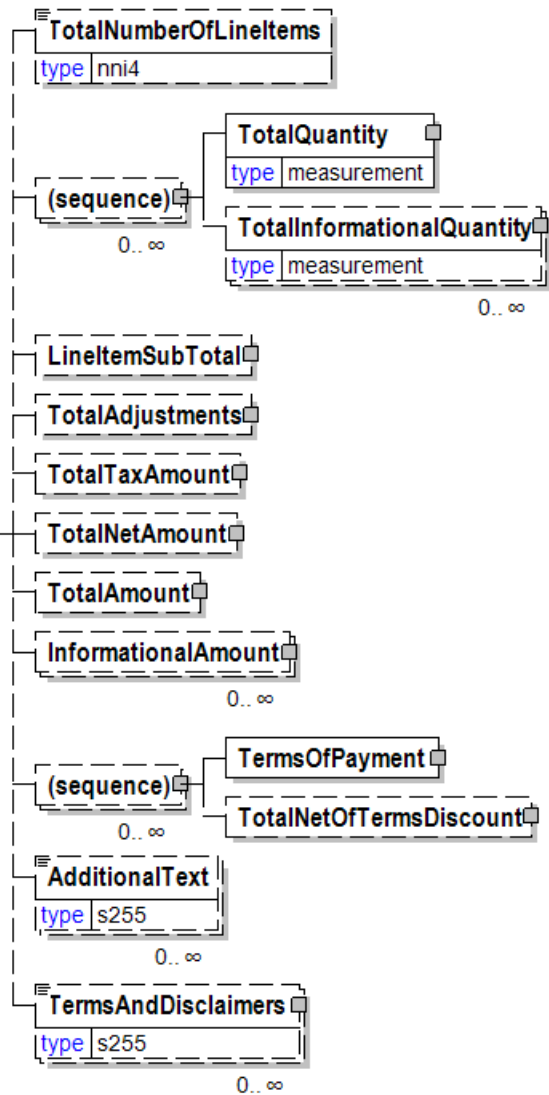 TotalNumberOfLineItems
type nni4
TotalQuantity
type measurement
(sequence)
0.. ∞
TotalInformationalQuantity
type measurement
0.. ∞
LineItemSubTotal
TotalAdjustments
TotalTaxAmount
TotalNetAmount
TotalAmount
InformationalAmount
0.. ∞
TermsOfPayment
(sequence)
0.. ∞
TotalNetOfTermsDiscount
AdditionalText
type s255
0.. ∞
TermsAndDisclaimers
type s255
0.. ∞